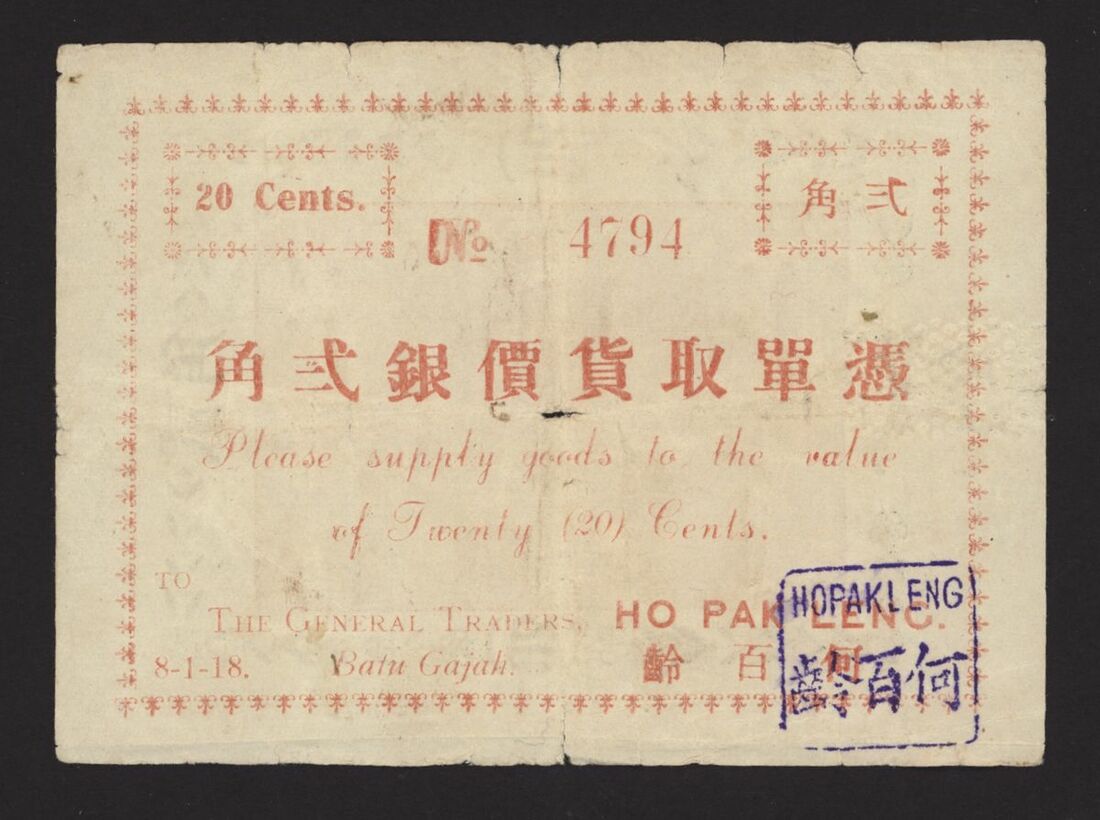 20 Cents.
弍角
No 4794
憑單取貨價銀弍角
Please supply goods to the value
of Twenty (20) Cents.
TO
THE GENERAL TRADERS,
Batu Gajah.
8-1-18.
HO PAK LENG.
何百齡
HOPAKLENG
何百齡